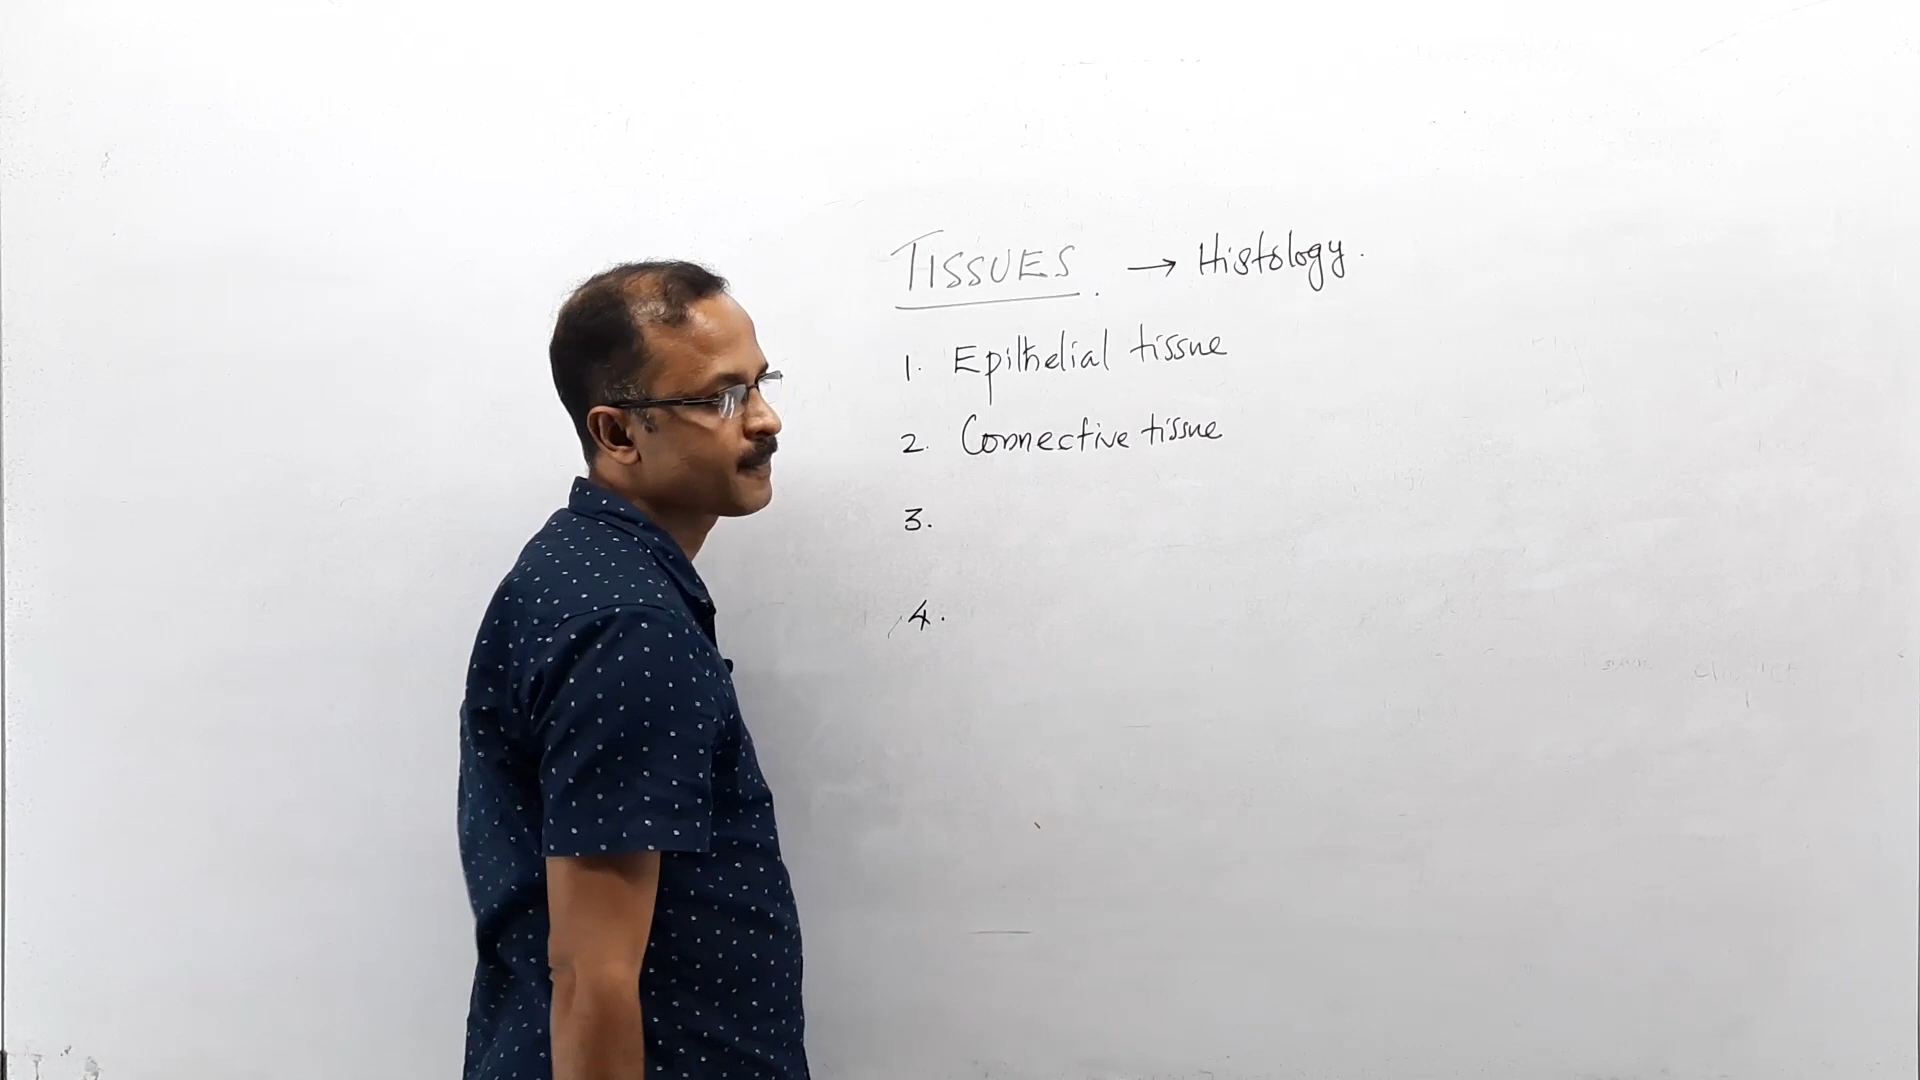 TISSUES. → Histology.
1. Epithelial tissue
2. Connective tissue
3.
4.